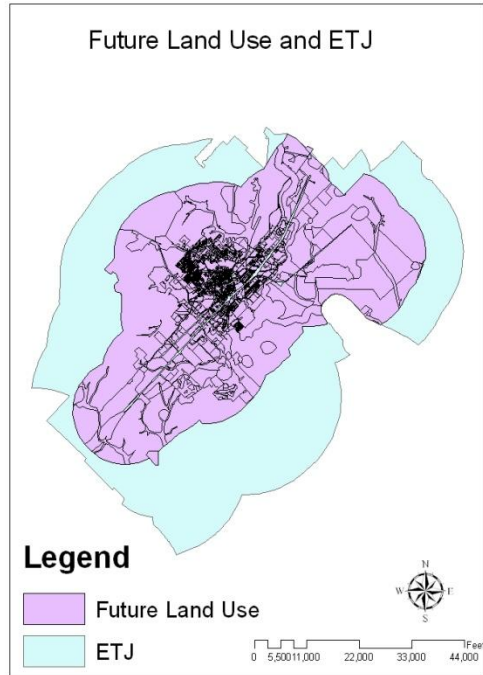 Future Land Use and ETJ
Legend
Future Land Use
ETJ
N
W E
S
Feet
0 5,500 11,000 22,000 33,000 44,000